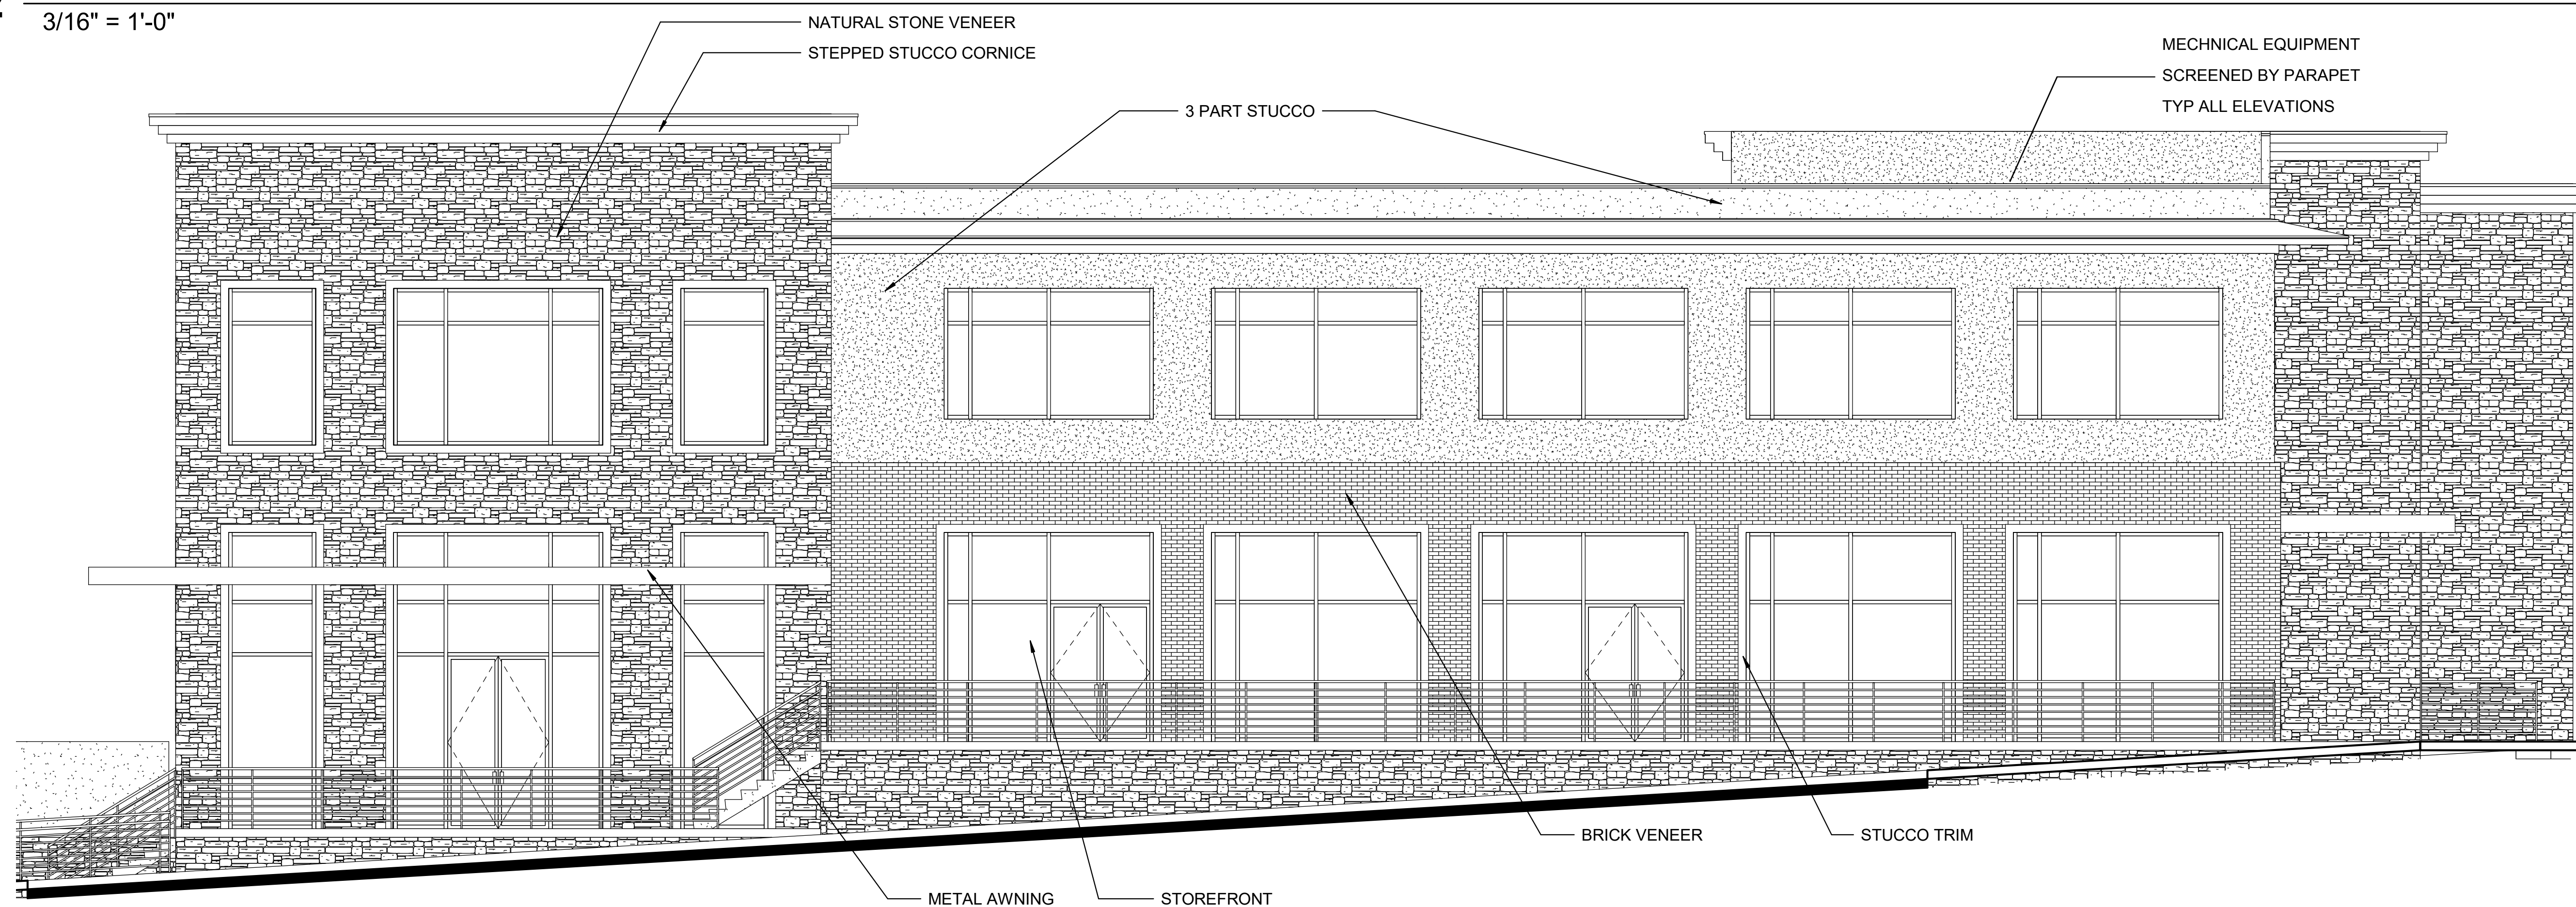 3/16" = 1'-0"
NATURAL STONE VENEER
STEPPED STUCCO CORNICE
MECHNICAL EQUIPMENT
SCREENED BY PARAPET
TYP ALL ELEVATIONS
3 PART STUCCO
BRICK VENEER
STUCCO TRIM
METAL AWNING
STOREFRONT